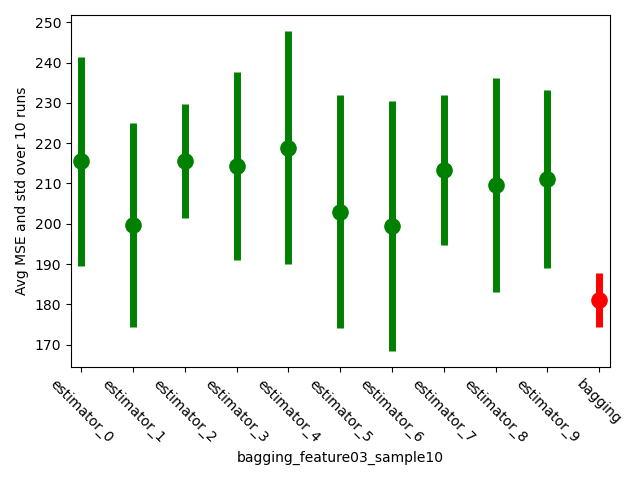 Avg MSE and std over 10 runs
250
240
230
220
210
200
190
180
170
estimator_0
estimator_1
estimator_2
estimator_3
estimator_4
estimator_5
estimator_6
estimator_7
estimator_8
estimator_9
bagging
bagging_feature03_sample10